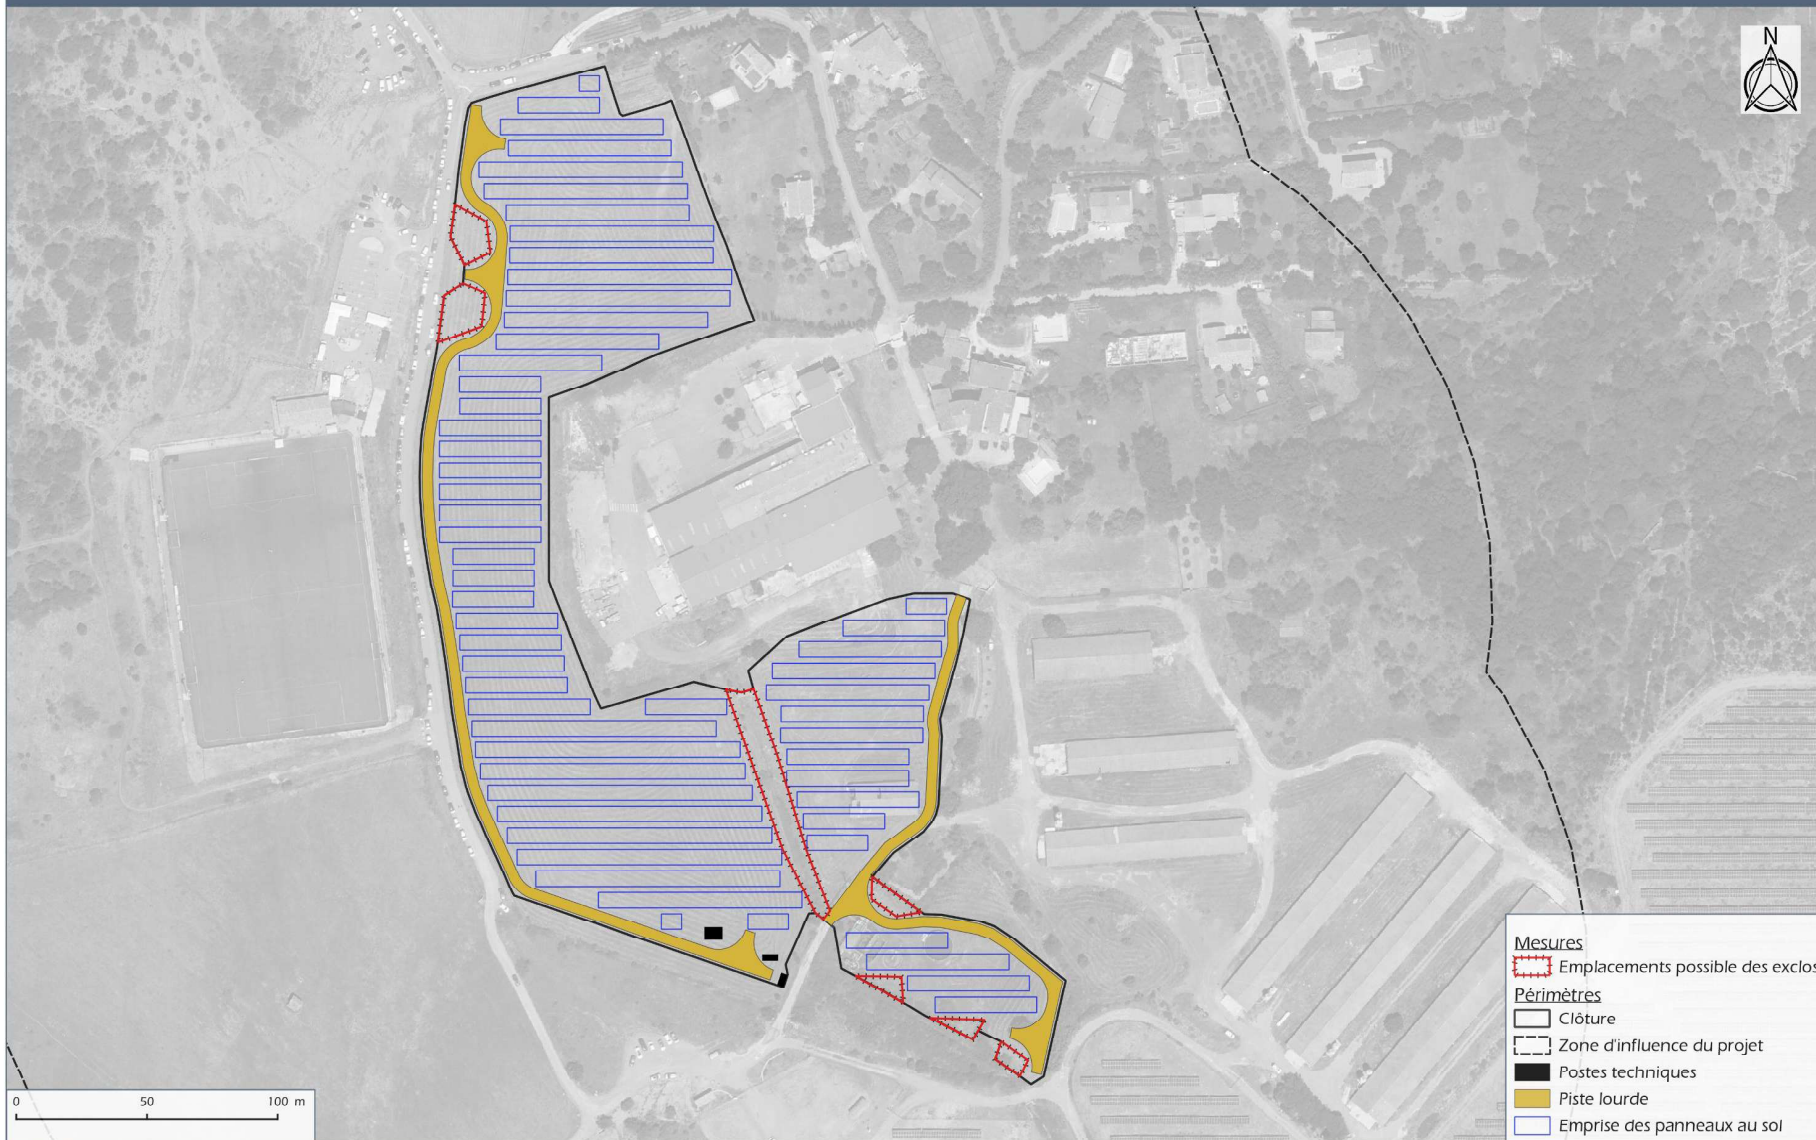 N
Mesures
Emplacements possible des exclos
Périmètres
Clôture
Zone d'influence du projet
Postes techniques
Piste lourde
Emprise des panneaux au sol
0 50 100 m